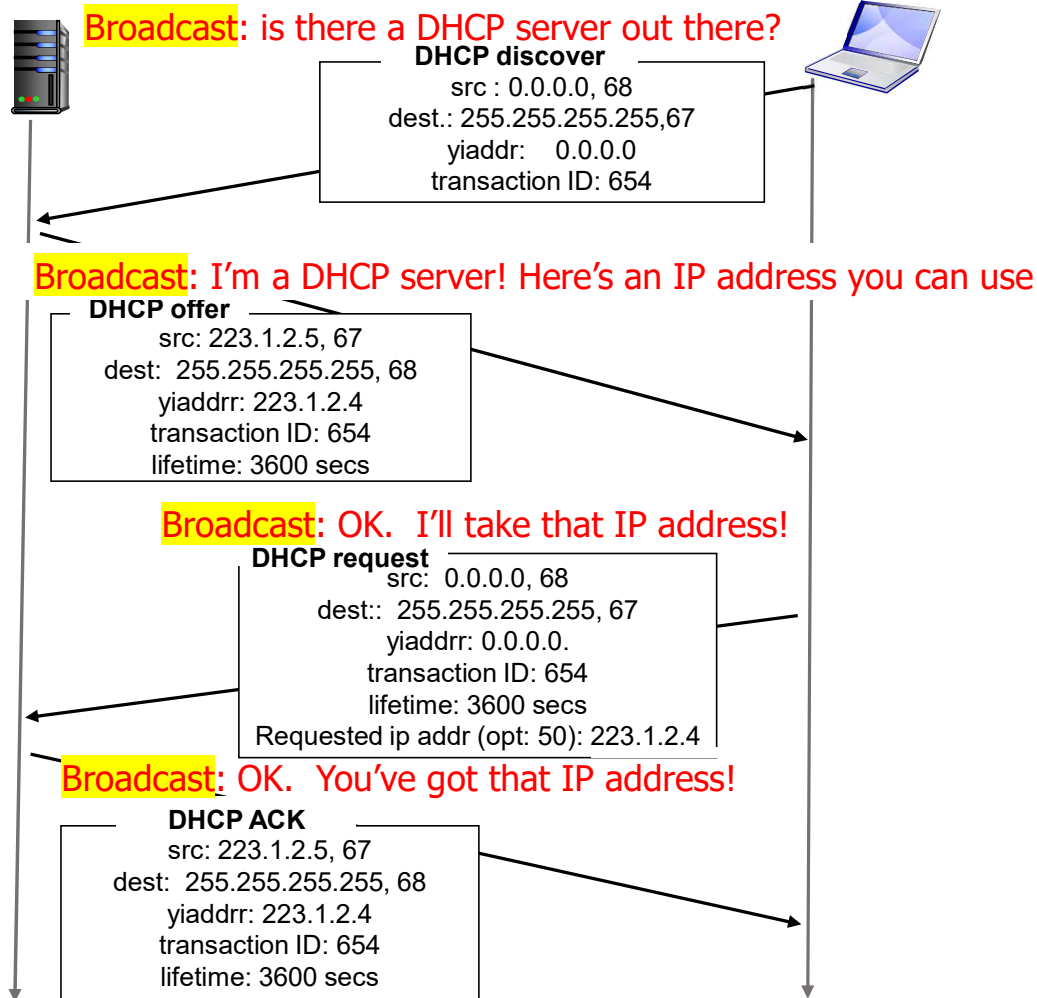 Broadcast: is there a DHCP server out there?
DHCP discover
src : 0.0.0.0, 68
dest.: 255.255.255.255,67
yiaddr: 0.0.0.0
transaction ID: 654
Broadcast: I'm a DHCP server! Here's an IP address you can use
DHCP offer
src: 223.1.2.5, 67
dest: 255.255.255.255, 68
yiaddrr: 223.1.2.4
transaction ID: 654
lifetime: 3600 secs
Broadcast: OK. I'll take that IP address!
DHCP request
src: 0.0.0.0, 68
dest:: 255.255.255.255, 67
yiaddrr: 0.0.0.0.
transaction ID: 654
lifetime: 3600 secs
Requested ip addr (opt: 50): 223.1.2.4
Broadcast: OK. You've got that IP address!
DHCP ACK
src: 223.1.2.5, 67
dest: 255.255.255.255, 68
yiaddrr: 223.1.2.4
transaction ID: 654
lifetime: 3600 secs